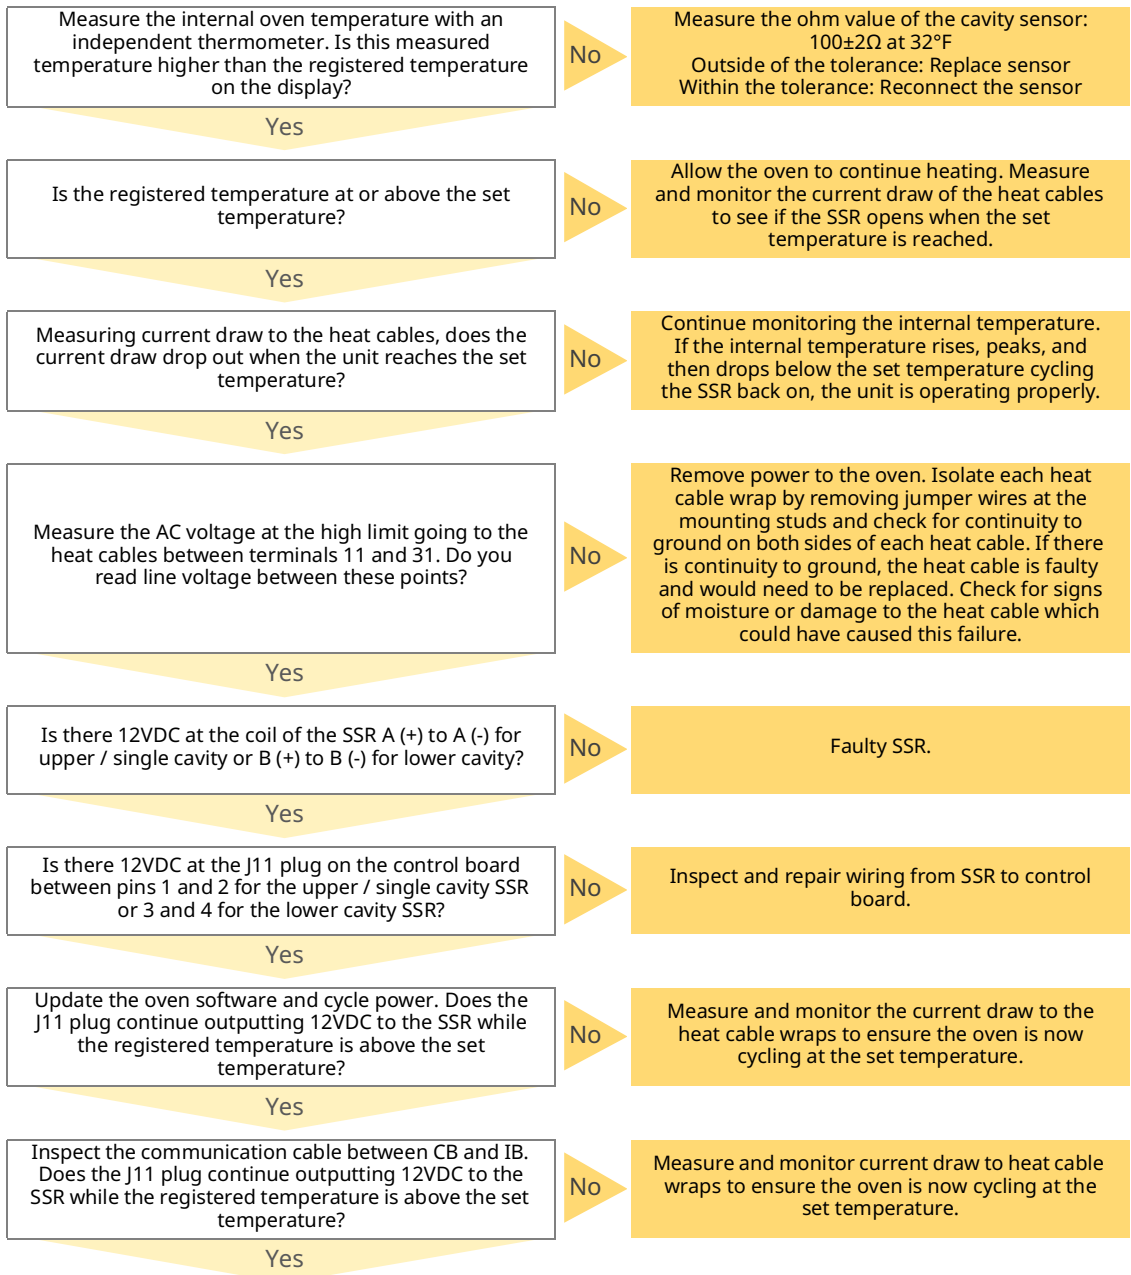 Measure the internal oven temperature with an
independent thermometer. Is this measured
temperature higher than the registered temperature
on the display?
No
Measure the ohm value of the cavity sensor:
100±2Ω at 32°F
Outside of the tolerance: Replace sensor
Within the tolerance: Reconnect the sensor
Yes
Is the registered temperature at or above the set
temperature?
No
Allow the oven to continue heating. Measure
and monitor the current draw of the heat cables
to see if the SSR opens when the set
temperature is reached.
Yes
Measuring current draw to the heat cables, does the
current draw drop out when the unit reaches the set
temperature?
No
Continue monitoring the internal temperature.
If the internal temperature rises, peaks, and
then drops below the set temperature cycling
the SSR back on, the unit is operating properly.
Yes
Measure the AC voltage at the high limit going to the
heat cables between terminals 11 and 31. Do you
read line voltage between these points?
No
Remove power to the oven. Isolate each heat
cable wrap by removing jumper wires at the
mounting studs and check for continuity to
ground on both sides of each heat cable. If there
is continuity to ground, the heat cable is faulty
and would need to be replaced. Check for signs
of moisture or damage to the heat cable which
could have caused this failure.
Yes
Is there 12VDC at the coil of the SSR A (+) to A (-) for
upper / single cavity or B (+) to B (-) for lower cavity?
No
Faulty SSR.
Yes
Is there 12VDC at the J11 plug on the control board
between pins 1 and 2 for the upper / single cavity SSR
or 3 and 4 for the lower cavity SSR?
No
Inspect and repair wiring from SSR to control
board.
Yes
Update the oven software and cycle power. Does the
J11 plug continue outputting 12VDC to the SSR while
the registered temperature is above the set
temperature?
No
Measure and monitor the current draw to the
heat cable wraps to ensure the oven is now
cycling at the set temperature.
Yes
Inspect the communication cable between CB and IB.
Does the J11 plug continue outputting 12VDC to the
SSR while the registered temperature is above the set
temperature?
No
Measure and monitor current draw to heat cable
wraps to ensure the oven is now cycling at the
set temperature.
Yes